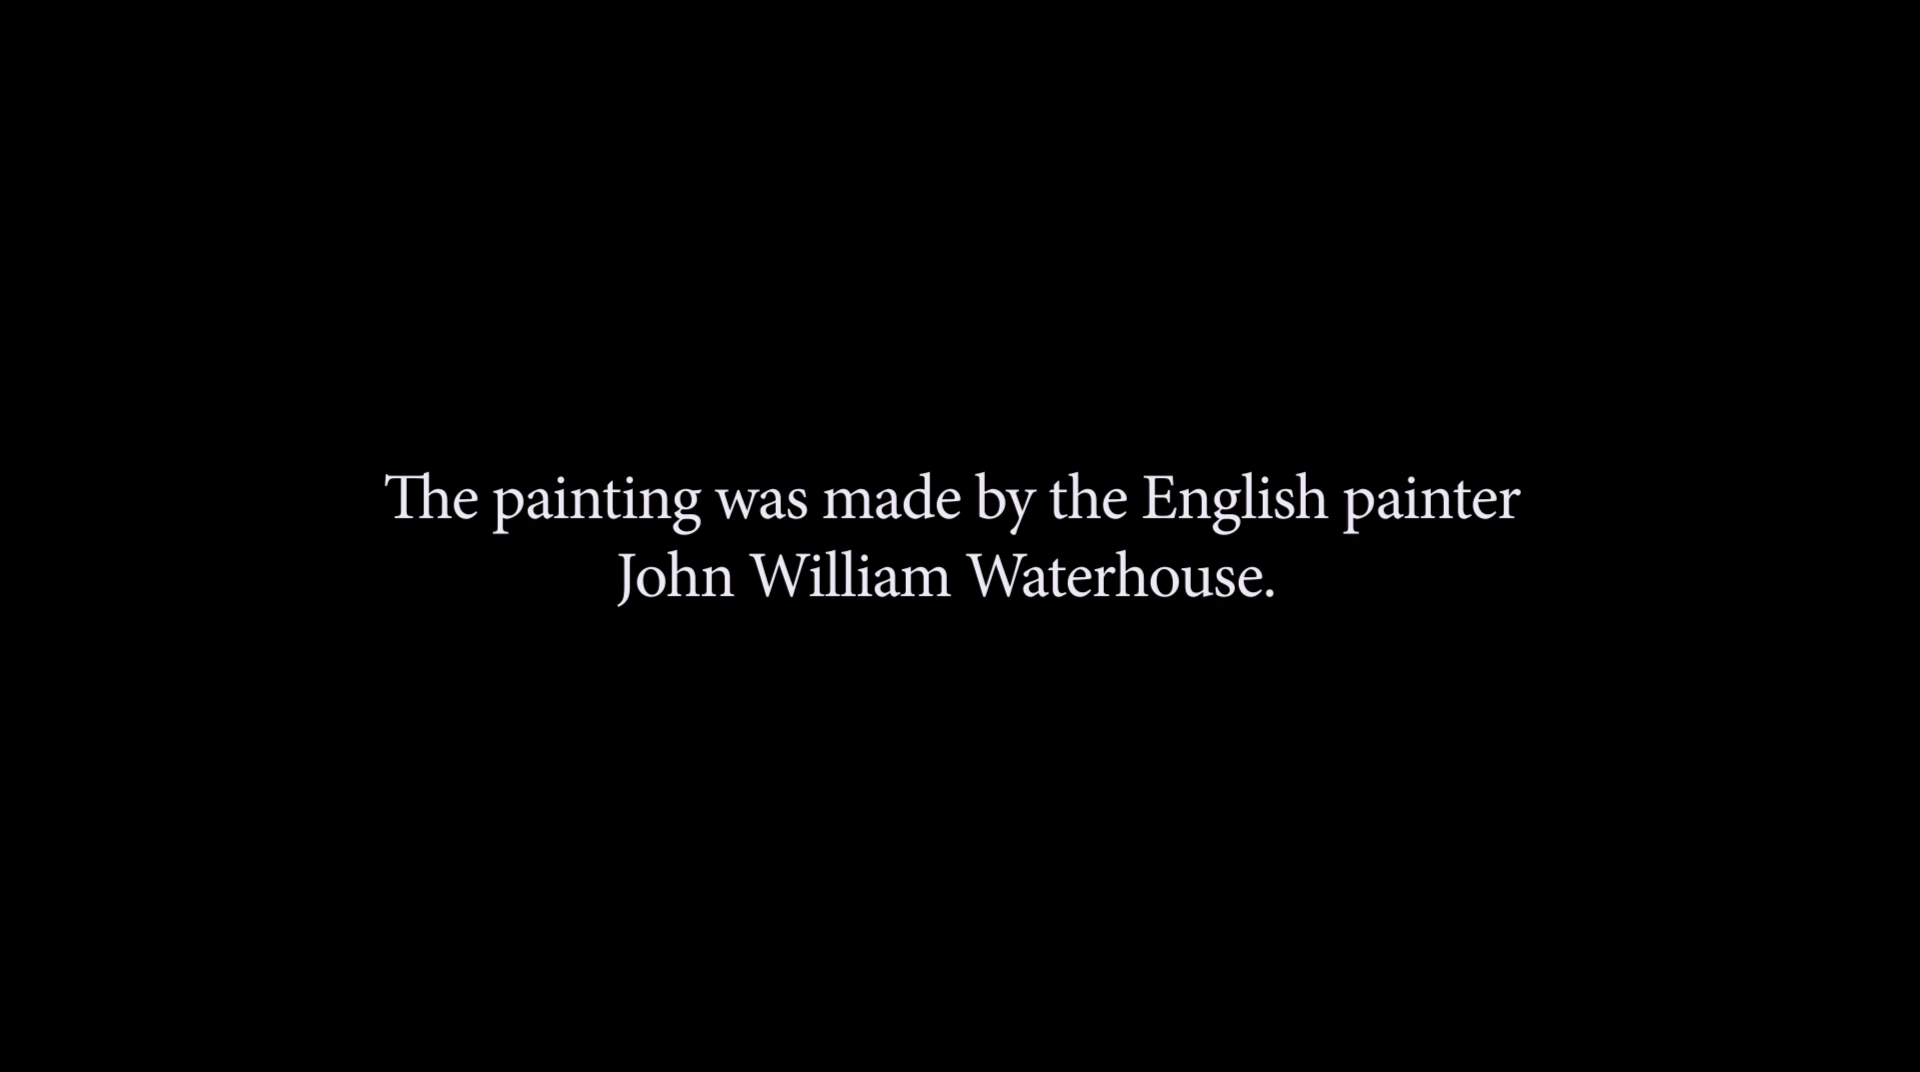 The painting was made by the English painter
John William Waterhouse.